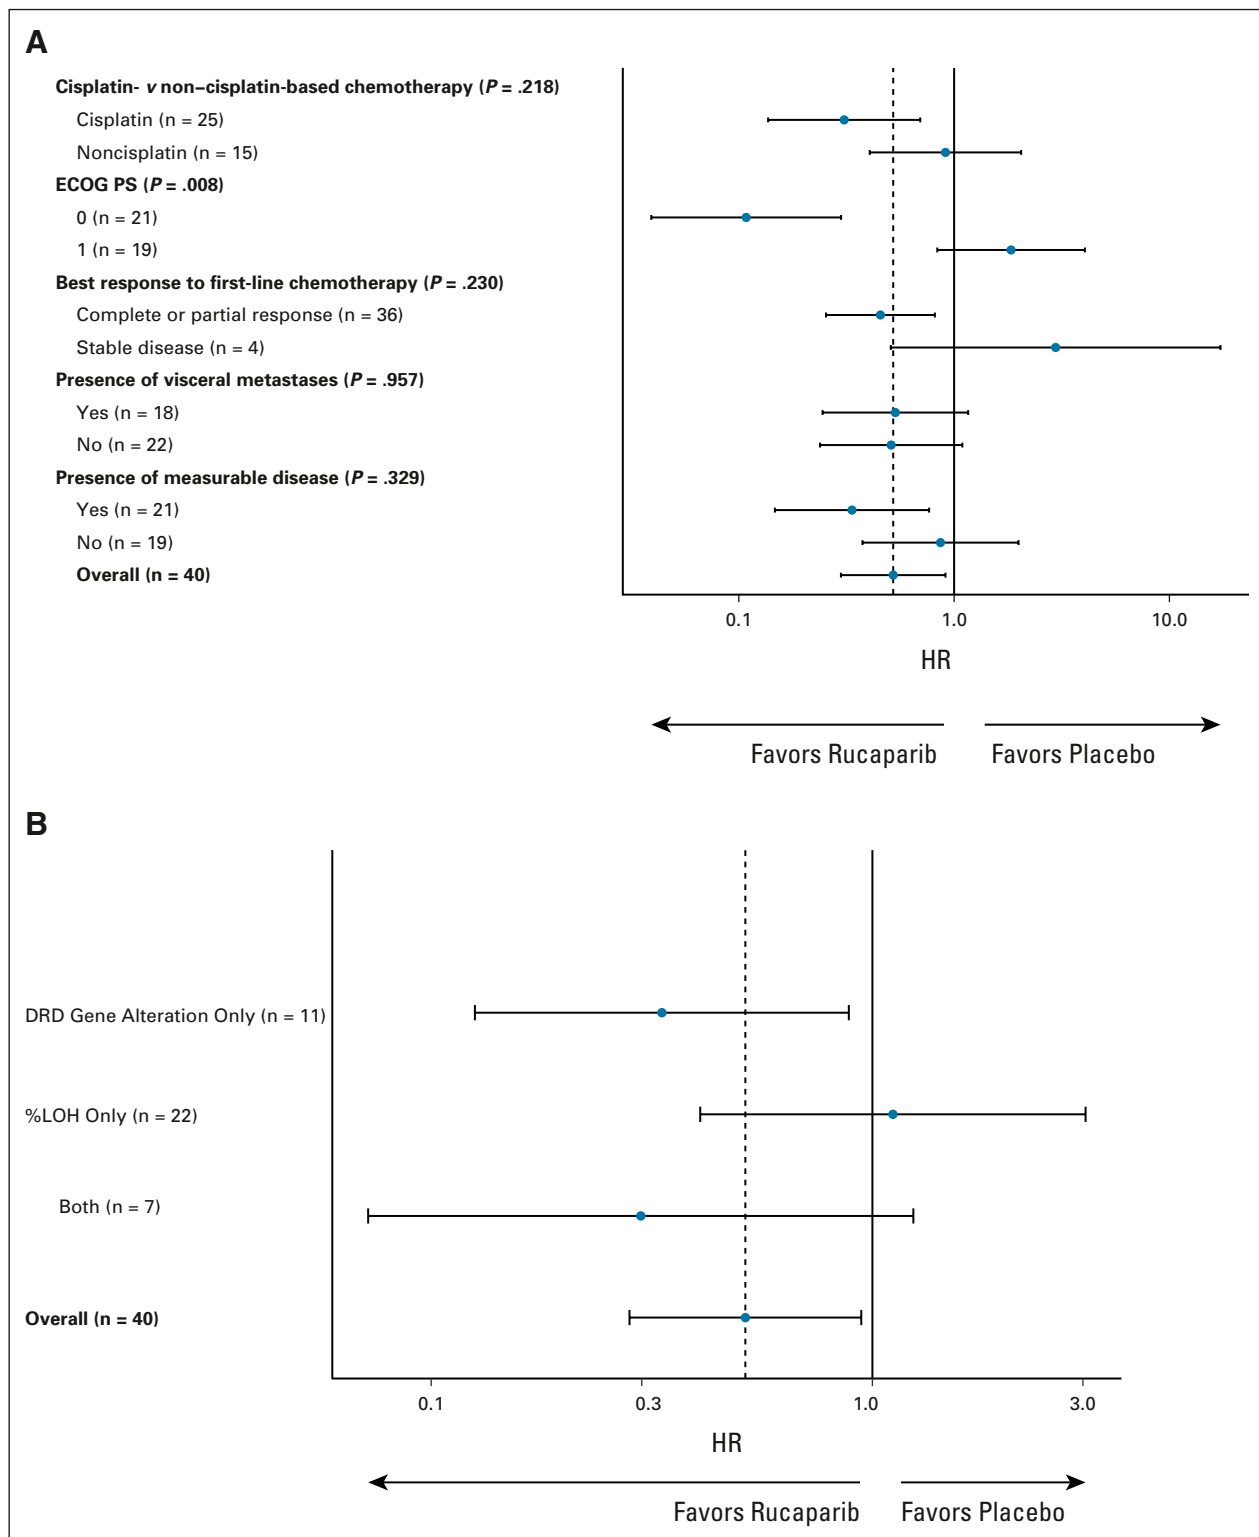 A
Cisplatin- v non–cisplatin-based chemotherapy (P = .218)
Cisplatin (n = 25)
Noncisplatin (n = 15)
ECOG PS (P = .008)
0 (n = 21)
1 (n = 19)
Best response to first-line chemotherapy (P = .230)
Complete or partial response (n = 36)
Stable disease (n = 4)
Presence of visceral metastases (P = .957)
Yes (n = 18)
No (n = 22)
Presence of measurable disease (P = .329)
Yes (n = 21)
No (n = 19)
Overall (n = 40)
0.1 1.0 10.0
HR
Favors Rucaparib Favors Placebo
B
DRD Gene Alteration Only (n = 11)
%LOH Only (n = 22)
Both (n = 7)
Overall (n = 40)
0.1 0.3 1.0 3.0
HR
Favors Rucaparib Favors Placebo